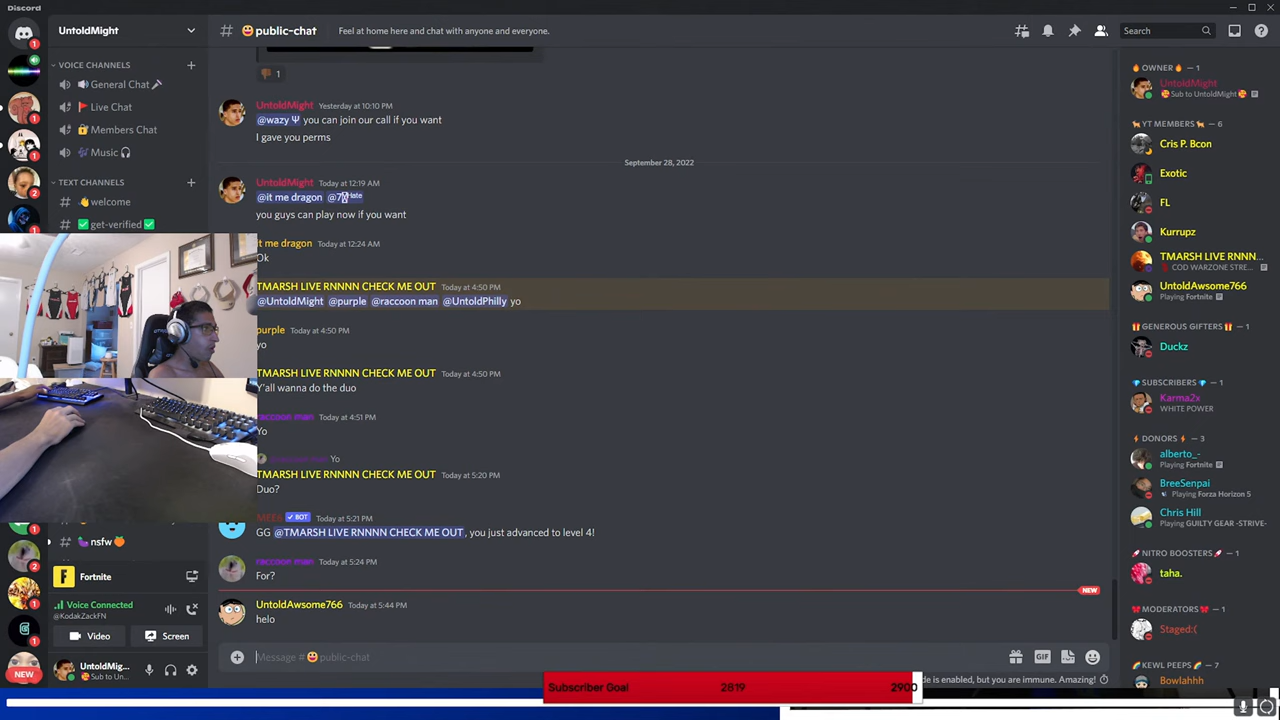 Discord
UntoldMight
# 😃public-chat
Feel at home here and chat with anyone and everyone.
Search
VOICE CHANNELS
General Chat
Live Chat
Members Chat
Music
TEXT CHANNELS
welcome
get-verified
nsfw
Fortnite
Voice Connected
@KodakZackFN
Video
Screen
UntoldMig...
Sub to Un...
NEW
1
UntoldMight Yesterday at 10:10 PM
@wazy Ψ you can join our call if you want
I gave you perms
September 28, 2022
UntoldMight Today at 12:19 AM
@it me dragon
you guys can play now if you want
it me dragon Today at 12:24 AM
Ok
TMARSH LIVE RNNNN CHECK ME OUT Today at 4:50 PM
@UntoldMight @purple @raccoon man @UntoldPhilly yo
purple Today at 4:50 PM
yo
TMARSH LIVE RNNNN CHECK ME OUT Today at 4:50 PM
Y'all wanna do the duo
raccoon man Today at 4:51 PM
Yo
Yo
TMARSH LIVE RNNNN CHECK ME OUT Today at 5:20 PM
Duo?
MEE6 BOT Today at 5:21 PM
GG @TMARSH LIVE RNNNN CHECK ME OUT, you just advanced to level 4!
raccoon man Today at 5:24 PM
For?
NEW
UntoldAwsome766 Today at 5:44 PM
helo
Message # 😃public-chat
GIF
de is enabled, but you are immune. Amazing!
Subscriber Goal 2819 2900
OWNER — 1
UntoldMight
Sub to UntoldMight
YT MEMBERS — 6
Cris P. Bcon
Exotic
FL
Kurrupz
TMARSH LIVE RNNN...
COD WARZONE STRE...
UntoldAwsome766
Playing Fortnite
GENEROUS GIFTERS — 1
Duckz
SUBSCRIBERS — 1
Karma2x
WHITE POWER
DONORS — 3
alberto_-
Playing Fortnite
BreeSenpai
Playing Forza Horizon 5
Chris Hill
Playing GUILTY GEAR -STRIVE-
NITRO BOOSTERS — 1
taha.
MODERATORS — 1
Staged:(
KEWL PEEPS — 7
Bowlahhh